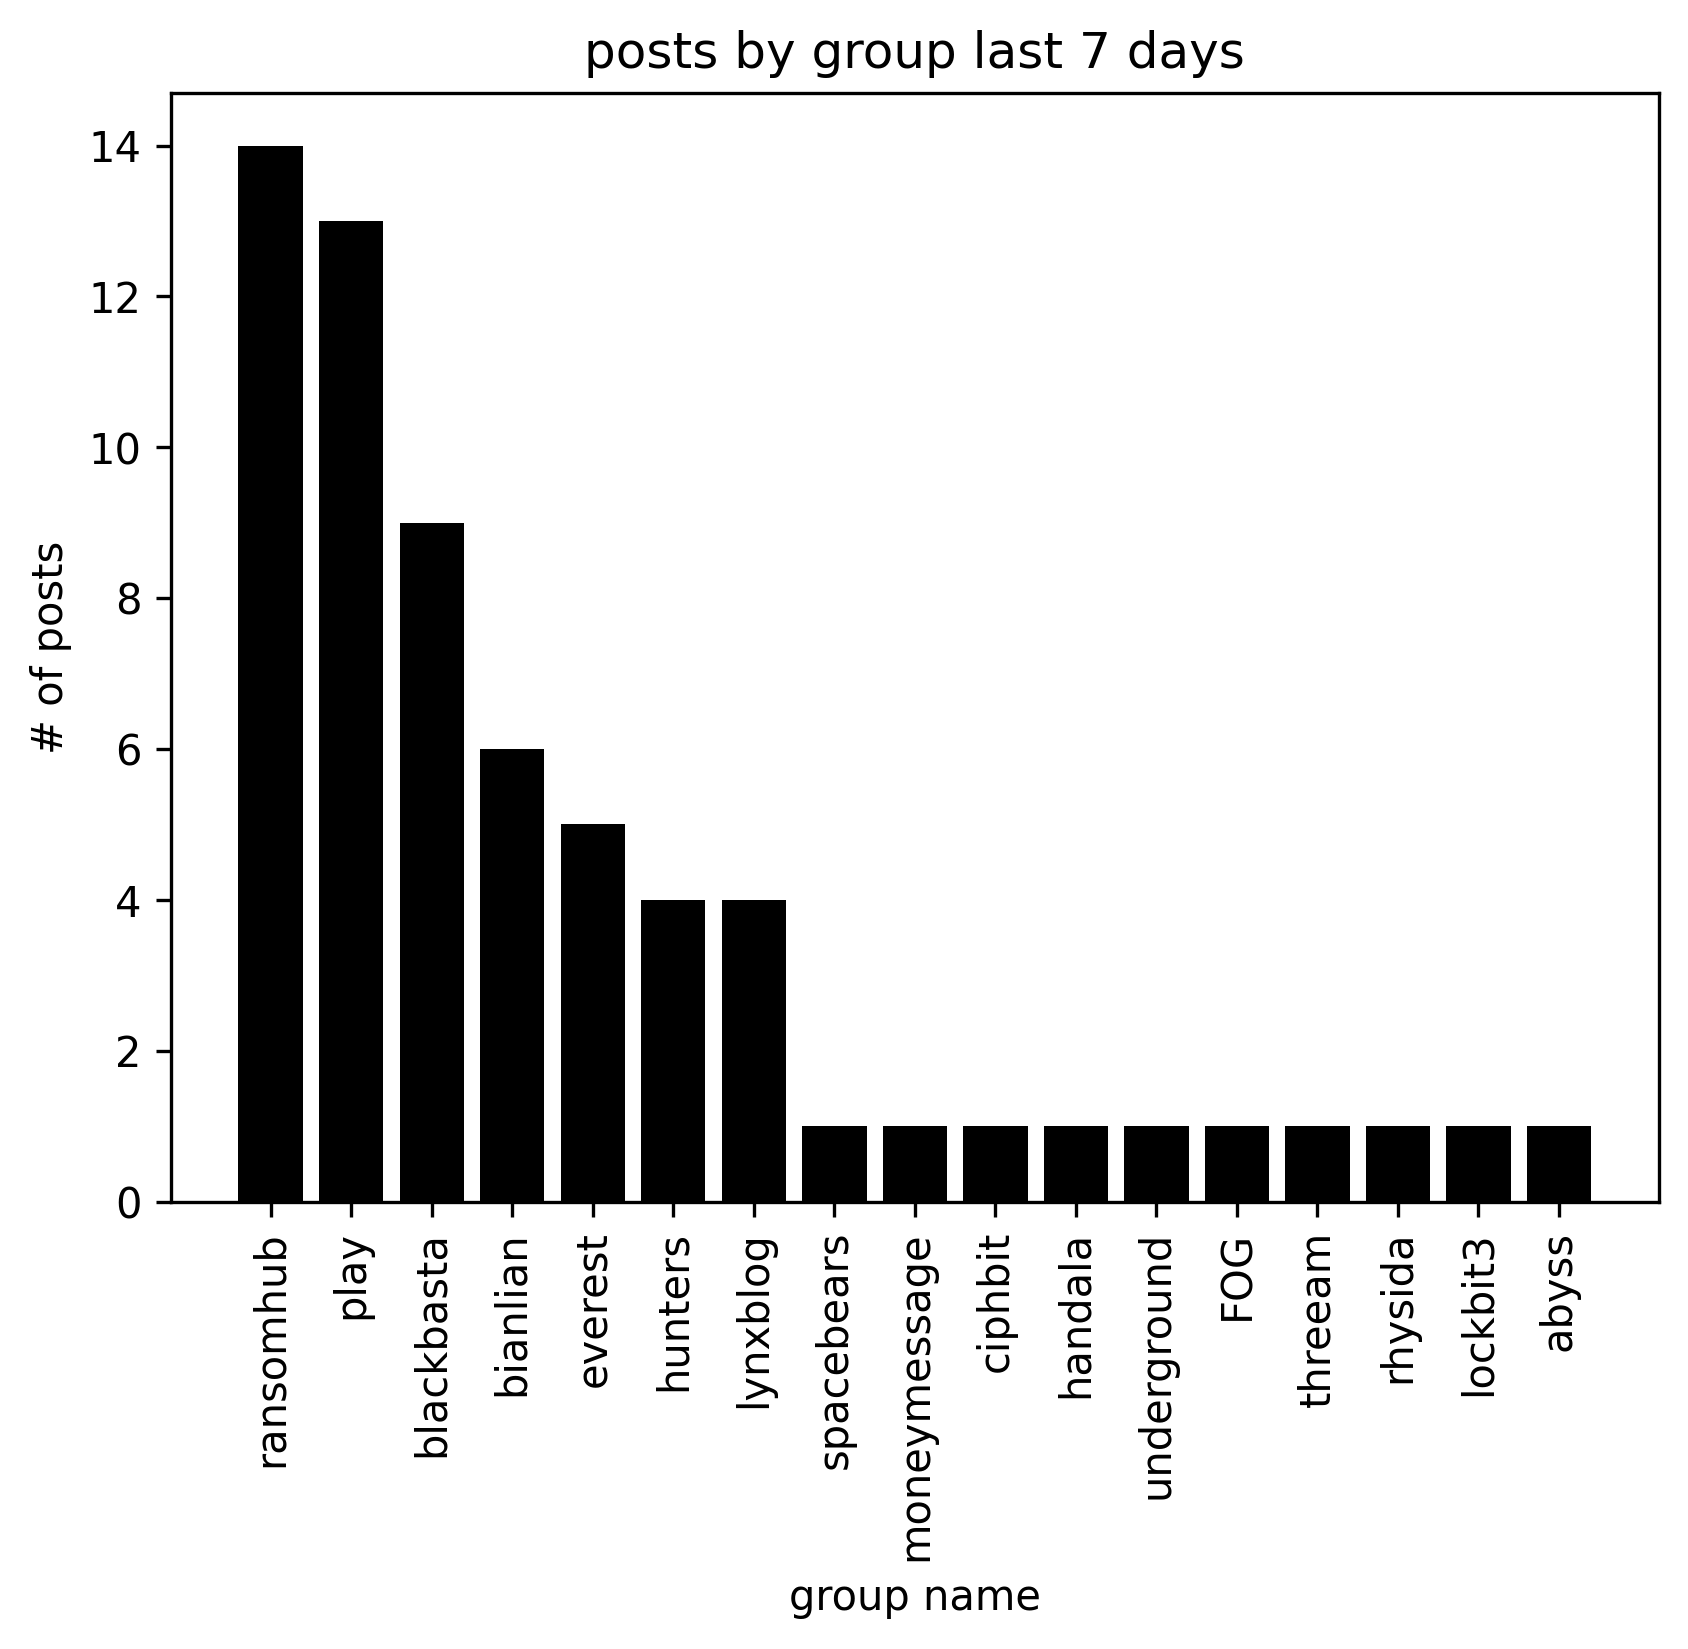 posts by group last 7 days
14
12
10
8
6
4
2
0
# of posts
ransomhub
play
blackbasta
bianlian
everest
hunters
lynxblog
spacebears
moneymessage
ciphbit
handala
underground
FOG
threeam
rhysida
lockbit3
abyss
group name